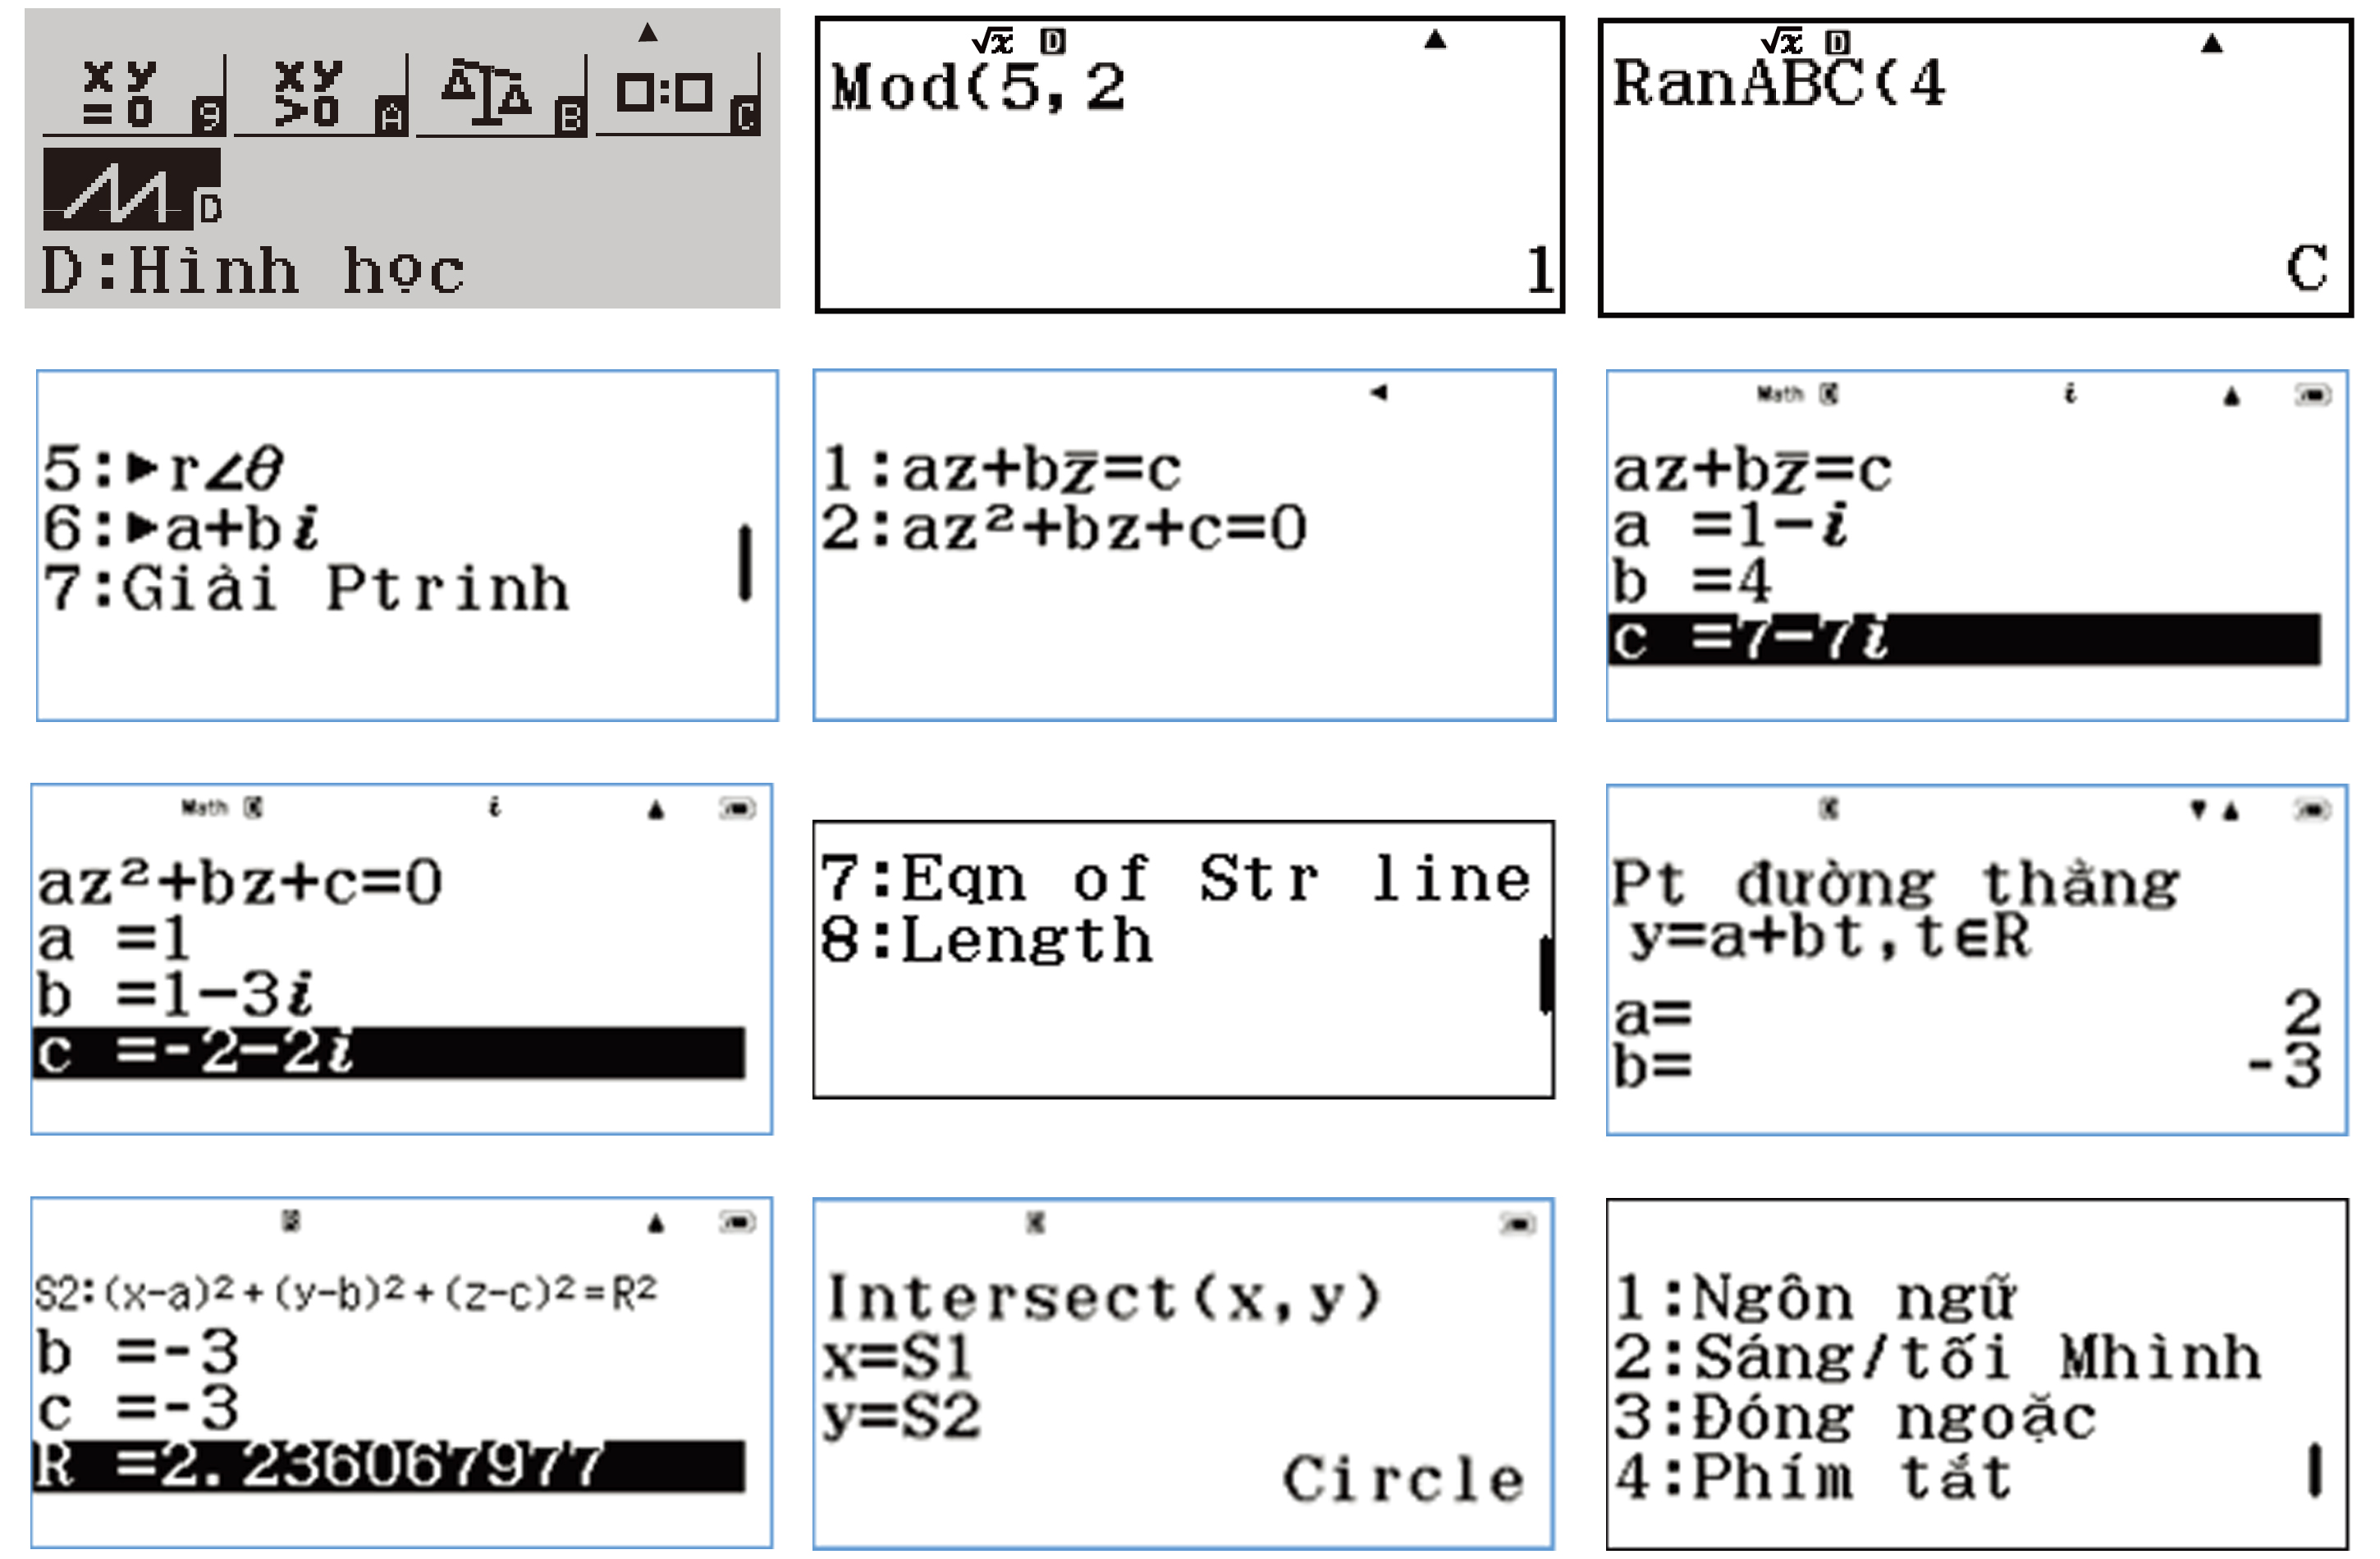 x y =0 9
x y >0 A
B
□:□ C
D
D:Hình học
√x D
Mod(5,2
1
√x D
RanABC(4
C
5:►r∠θ
6:►a+bi
7:Giải Ptrinh
1:az+bz̅=c
2:az²+bz+c=0
Math i
az+bz̅=c
a =1−i
b =4
c =7−7i
Math i
az²+bz+c=0
a =1
b =1−3i
c =-2−2i
7:Eqn of Str line
8:Length
Pt đường thẳng
y=a+bt,t∈R
a= 2
b= -3
S2:(x-a)²+(y-b)²+(z-c)²=R²
b =-3
c =-3
R =2.236067977
Intersect(x,y)
x=S1
y=S2
Circle
1:Ngôn ngữ
2:Sáng/tối Mhình
3:Đóng ngoặc
4:Phím tắt